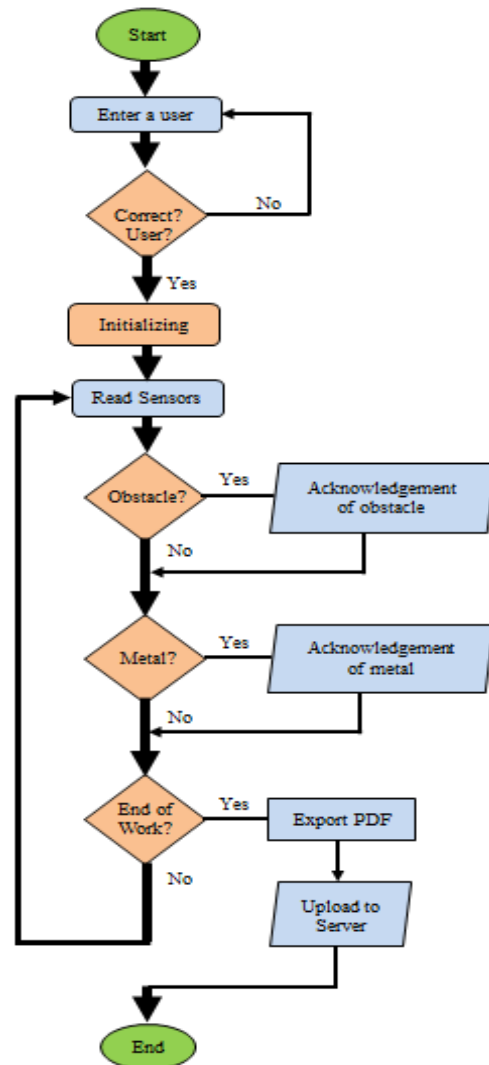 Start
Enter a user
Correct?
User?
No
Yes
Initializing
Read Sensors
Obstacle?
Yes
Acknowledgement
of obstacle
No
Metal?
Yes
Acknowledgement
of metal
No
End of
Work?
Yes
Export PDF
No
Upload to
Server
End